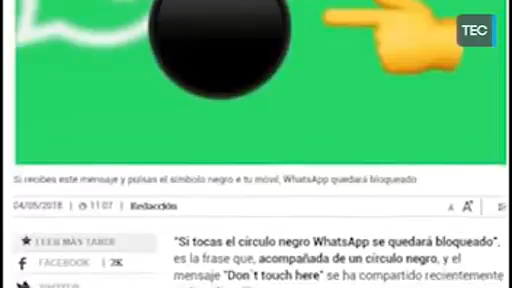 TEC
Si recibes este mensaje y pulsas el símbolo negro e tu móvil, WhatsApp quedará bloqueado
04/05/2018 | 11:07 | Redacción
A A
LEER MÁS TARDE
FACEBOOK | 2K
TWITTER
"Si tocas el círculo negro WhatsApp se quedará bloqueado",
es la frase que, acompañada de un círculo negro, y el
mensaje "Don´t touch here" se ha compartido recientemente